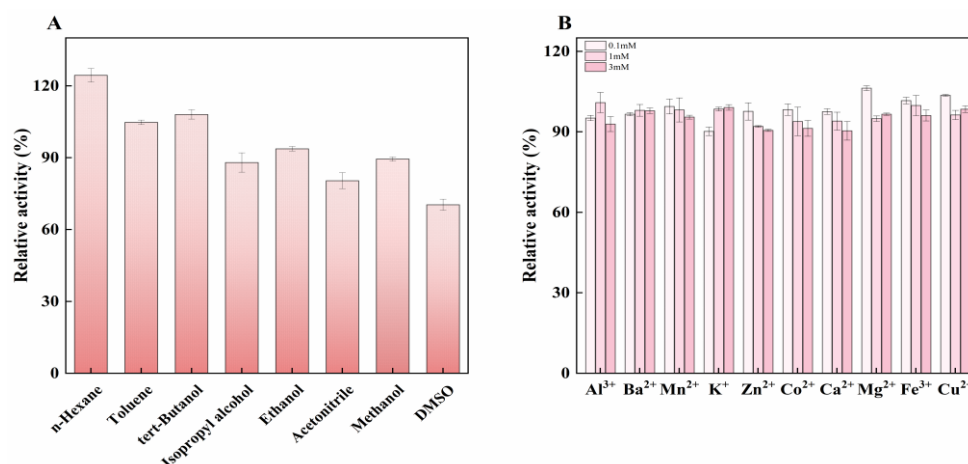 A
Relative activity (%)
120
90
60
30
0
n-Hexane
Toluene
tert-Butanol
Isopropyl alcohol
Ethanol
Acetonitrile
Methanol
DMSO
B
0.1mM
1mM
3mM
Relative activity (%)
120
90
60
30
0
Al³⁺ Ba²⁺ Mn²⁺ K⁺ Zn²⁺ Co²⁺ Ca²⁺ Mg²⁺ Fe³⁺ Cu²⁺